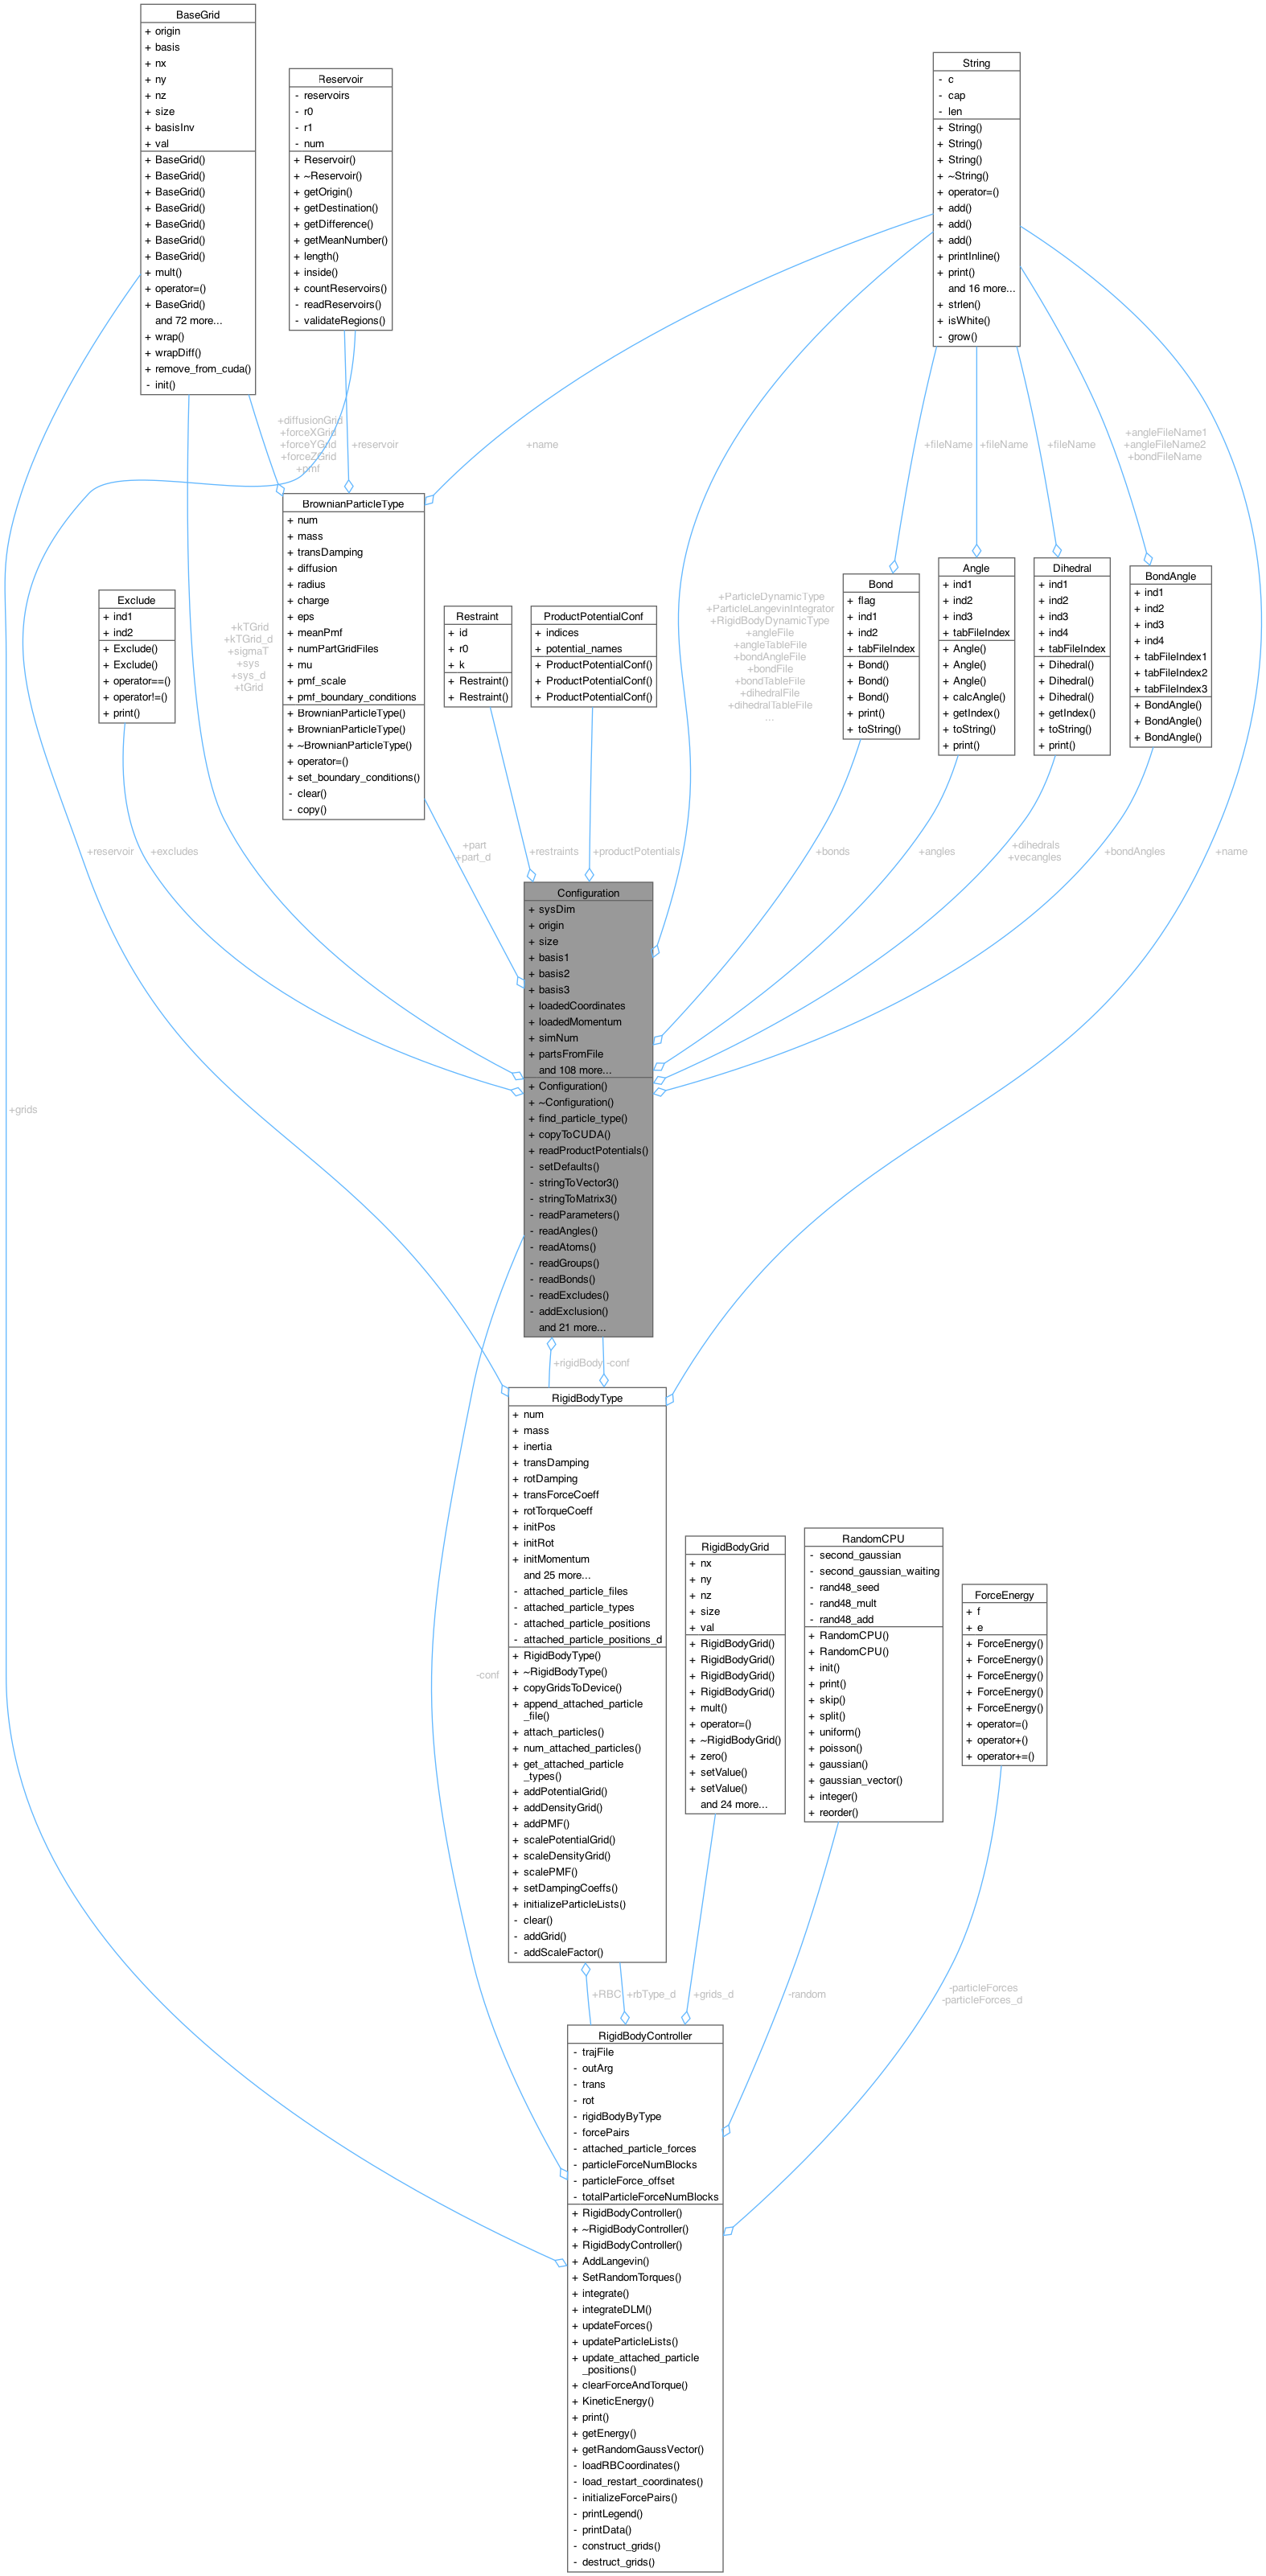 BaseGrid
+ origin
+ basis
+ nx
+ ny
+ nz
+ size
+ basisInv
+ val
+ BaseGrid()
+ BaseGrid()
+ BaseGrid()
+ BaseGrid()
+ BaseGrid()
+ BaseGrid()
+ BaseGrid()
+ mult()
+ operator=()
+ BaseGrid()
and 72 more...
+ wrap()
+ wrapDiff()
+ remove_from_cuda()
- init()
Reservoir
- reservoirs
- r0
- r1
- num
+ Reservoir()
+ ~Reservoir()
+ getOrigin()
+ getDestination()
+ getDifference()
+ getMeanNumber()
+ length()
+ inside()
+ countReservoirs()
- readReservoirs()
- validateRegions()
String
- c
- cap
- len
+ String()
+ String()
+ String()
+ ~String()
+ operator=()
+ add()
+ add()
+ add()
+ printInline()
+ print()
and 16 more...
+ strlen()
+ isWhite()
- grow()
+diffusionGrid
+forceXGrid
+forceYGrid
+forceZGrid
+pmf
+reservoir
+name
+fileName
+fileName
+fileName
+angleFileName1
+angleFileName2
+bondFileName
BrownianParticleType
+ num
+ mass
+ transDamping
+ diffusion
+ radius
+ charge
+ eps
+ meanPmf
+ numPartGridFiles
+ mu
+ pmf_scale
+ pmf_boundary_conditions
+ BrownianParticleType()
+ BrownianParticleType()
+ ~BrownianParticleType()
+ operator=()
+ set_boundary_conditions()
- clear()
- copy()
Exclude
+ ind1
+ ind2
+ Exclude()
+ Exclude()
+ operator==()
+ operator!=()
+ print()
+kTGrid
+kTGrid_d
+sigmaT
+sys
+sys_d
+tGrid
Restraint
+ id
+ r0
+ k
+ Restraint()
+ Restraint()
ProductPotentialConf
+ indices
+ potential_names
+ ProductPotentialConf()
+ ProductPotentialConf()
+ ProductPotentialConf()
+ParticleDynamicType
+ParticleLangevinIntegrator
+RigidBodyDynamicType
+angleFile
+angleTableFile
+bondAngleFile
+bondFile
+bondTableFile
+dihedralFile
+dihedralTableFile
...
Bond
+ flag
+ ind1
+ ind2
+ tabFileIndex
+ Bond()
+ Bond()
+ Bond()
+ print()
+ toString()
Angle
+ ind1
+ ind2
+ ind3
+ tabFileIndex
+ Angle()
+ Angle()
+ Angle()
+ calcAngle()
+ getIndex()
+ toString()
+ print()
Dihedral
+ ind1
+ ind2
+ ind3
+ ind4
+ tabFileIndex
+ Dihedral()
+ Dihedral()
+ Dihedral()
+ getIndex()
+ toString()
+ print()
BondAngle
+ ind1
+ ind2
+ ind3
+ ind4
+ tabFileIndex1
+ tabFileIndex2
+ tabFileIndex3
+ BondAngle()
+ BondAngle()
+ BondAngle()
+reservoir
+excludes
+part
+part_d
+restraints
+productPotentials
+bonds
+angles
+dihedrals
+vecangles
+bondAngles
+name
Configuration
+ sysDim
+ origin
+ size
+ basis1
+ basis2
+ basis3
+ loadedCoordinates
+ loadedMomentum
+ simNum
+ partsFromFile
and 108 more...
+ Configuration()
+ ~Configuration()
+ find_particle_type()
+ copyToCUDA()
+ readProductPotentials()
- setDefaults()
- stringToVector3()
- stringToMatrix3()
- readParameters()
- readAngles()
- readAtoms()
- readGroups()
- readBonds()
- readExcludes()
- addExclusion()
and 21 more...
+grids
+rigidBody
-conf
RigidBodyType
+ num
+ mass
+ inertia
+ transDamping
+ rotDamping
+ transForceCoeff
+ rotTorqueCoeff
+ initPos
+ initRot
+ initMomentum
and 25 more...
- attached_particle_files
- attached_particle_types
- attached_particle_positions
- attached_particle_positions_d
+ RigidBodyType()
+ ~RigidBodyType()
+ copyGridsToDevice()
+ append_attached_particle
_file()
+ attach_particles()
+ num_attached_particles()
+ get_attached_particle
_types()
+ addPotentialGrid()
+ addDensityGrid()
+ addPMF()
+ scalePotentialGrid()
+ scaleDensityGrid()
+ scalePMF()
+ setDampingCoeffs()
+ initializeParticleLists()
- clear()
- addGrid()
- addScaleFactor()
-conf
RigidBodyGrid
+ nx
+ ny
+ nz
+ size
+ val
+ RigidBodyGrid()
+ RigidBodyGrid()
+ RigidBodyGrid()
+ RigidBodyGrid()
+ mult()
+ operator=()
+ ~RigidBodyGrid()
+ zero()
+ setValue()
+ setValue()
and 24 more...
RandomCPU
- second_gaussian
- second_gaussian_waiting
- rand48_seed
- rand48_mult
- rand48_add
+ RandomCPU()
+ RandomCPU()
+ init()
+ print()
+ skip()
+ split()
+ uniform()
+ poisson()
+ gaussian()
+ gaussian_vector()
+ integer()
+ reorder()
ForceEnergy
+ f
+ e
+ ForceEnergy()
+ ForceEnergy()
+ ForceEnergy()
+ ForceEnergy()
+ ForceEnergy()
+ operator=()
+ operator+()
+ operator+=()
+RBC
+rbType_d
+grids_d
-random
-particleForces
-particleForces_d
RigidBodyController
- trajFile
- outArg
- trans
- rot
- rigidBodyByType
- forcePairs
- attached_particle_forces
- particleForceNumBlocks
- particleForce_offset
- totalParticleForceNumBlocks
+ RigidBodyController()
+ ~RigidBodyController()
+ RigidBodyController()
+ AddLangevin()
+ SetRandomTorques()
+ integrate()
+ integrateDLM()
+ updateForces()
+ updateParticleLists()
+ update_attached_particle
_positions()
+ clearForceAndTorque()
+ KineticEnergy()
+ print()
+ getEnergy()
+ getRandomGaussVector()
- loadRBCoordinates()
- load_restart_coordinates()
- initializeForcePairs()
- printLegend()
- printData()
- construct_grids()
- destruct_grids()